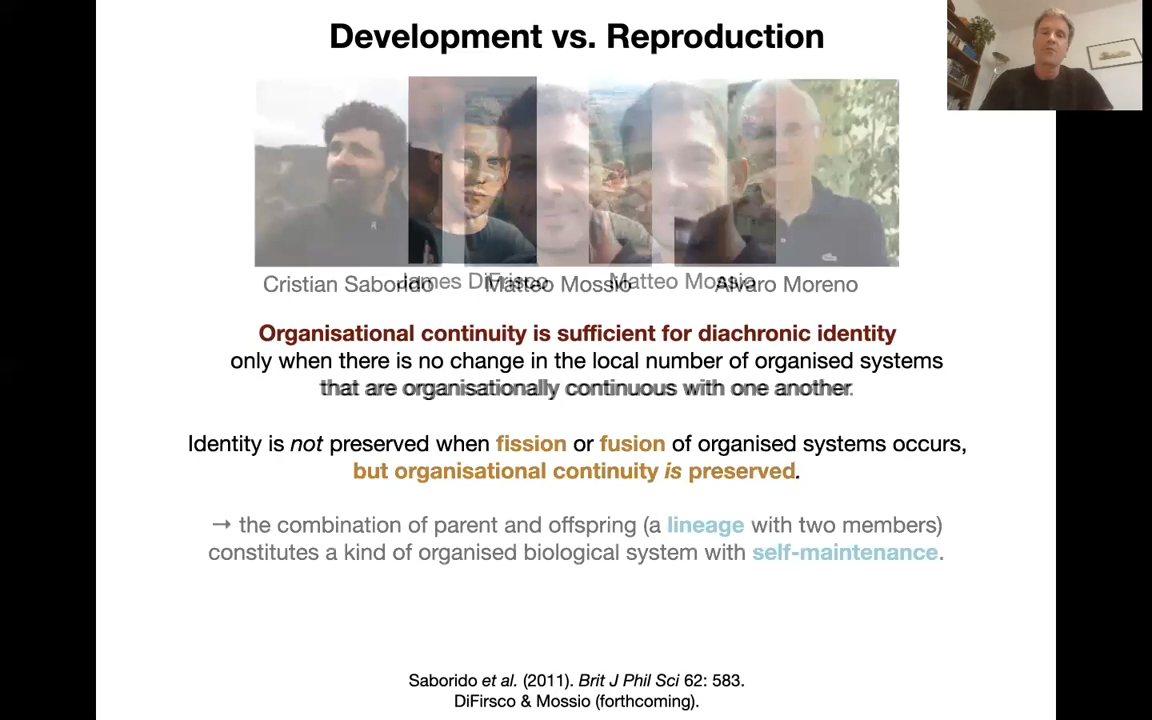 Development vs. Reproduction
Cristian Saborido James DiFrisco Matteo Mossio Matteo Mossio Alvaro Moreno
Organisational continuity is sufficient for diachronic identity
only when there is no change in the local number of organised systems
that are organisationally continuous with one another.
Identity is not preserved when fission or fusion of organised systems occurs,
but organisational continuity is preserved.
→ the combination of parent and offspring (a lineage with two members)
constitutes a kind of organised biological system with self-maintenance.
Saborido et al. (2011). Brit J Phil Sci 62: 583.
DiFirsco & Mossio (forthcoming).